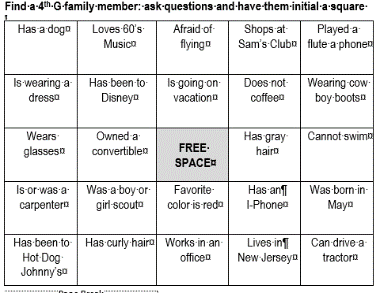 Find a 4th G family member: ask questions and have them initial a square
Has a dog¤
Loves 60's
Music¤
Afraid of
flying¤
Shops at
Sam's Club¤
Played a
flute a phone¤
Is wearing a
dress¤
Has been to
Disney¤
Is going on
vacation¤
Does not
coffee¤
Wearing cow
boy boots¤
Wears
glasses¤
Owned a
convertible¤
FREE
SPACE¤
Has gray
hair¤
Cannot swim¤
Is or was a
carpenter¤
Was a boy or
girl scout¤
Favorite
color is red¤
Has an¶
I-Phone¤
Was born in
May¤
Has been to
Hot Dog
Johnny's¤
Has curly hair¤
Works in an
office¤
Lives in¶
New Jersey¤
Can drive a
tractor¤
Page Break